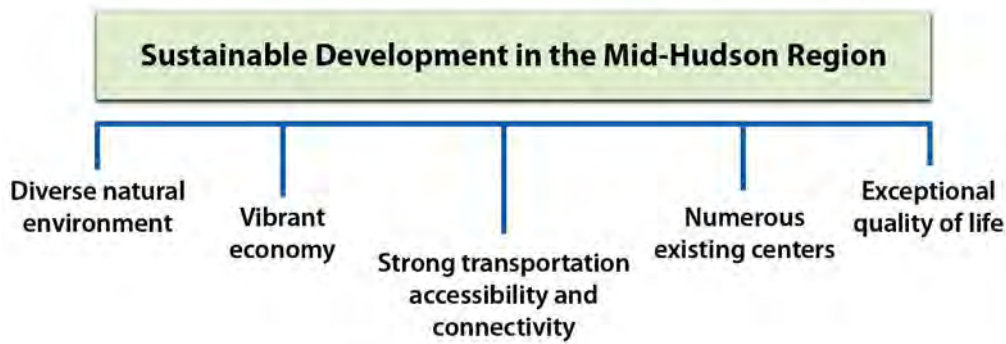 Sustainable Development in the Mid-Hudson Region
Diverse natural
environment
Vibrant
economy
Strong transportation
accessibility and
connectivity
Numerous
existing centers
Exceptional
quality of life